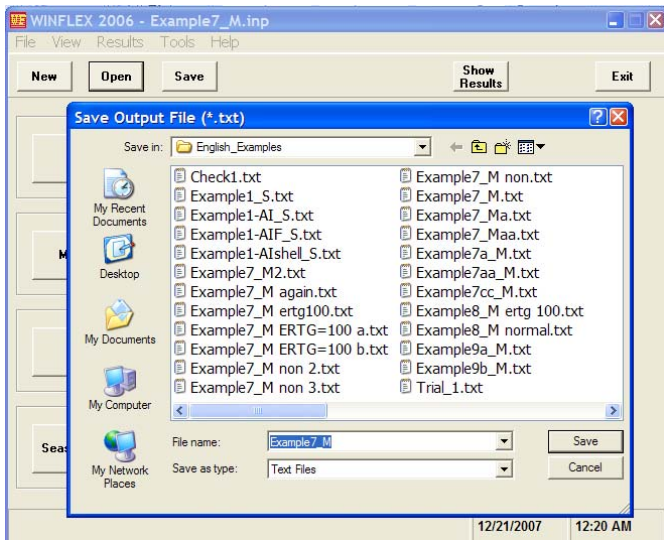 WINFLEX 2006 - Example7_M.inp
File View Results Tools Help
New Open Save Show Results Exit
Save Output File (*.txt)
Save in: English_Examples
My Recent Documents
Desktop
My Documents
My Computer
My Network Places
Check1.txt
Example1_S.txt
Example1-AI_S.txt
Example1-AIF_S.txt
Example1-AIshell_S.txt
Example7_M2.txt
Example7_M again.txt
Example7_M ertg100.txt
Example7_M ERTG=100 a.txt
Example7_M ERTG=100 b.txt
Example7_M non 2.txt
Example7_M non 3.txt
Example7_M non.txt
Example7_M.txt
Example7_Ma.txt
Example7_Maa.txt
Example7a_M.txt
Example7aa_M.txt
Example7cc_M.txt
Example8_M ertg 100.txt
Example8_M normal.txt
Example9a_M.txt
Example9b_M.txt
Trial_1.txt
File name: Example7_M Save
Save as type: Text Files Cancel
M
Seas
12/21/2007 12:20 AM